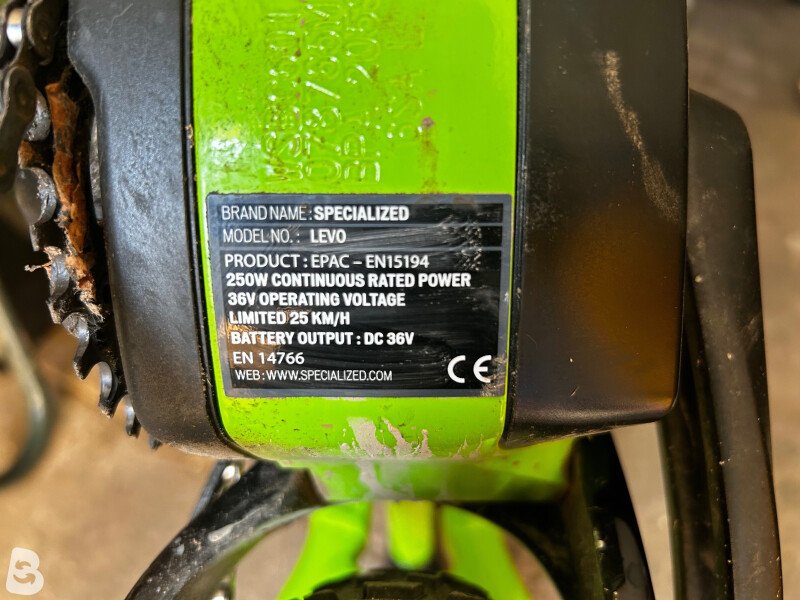 BRAND NAME : SPECIALIZED
MODEL NO. : LEVO
PRODUCT : EPAC – EN15194
250W CONTINUOUS RATED POWER
36V OPERATING VOLTAGE
LIMITED 25 KM/H
BATTERY OUTPUT : DC 36V
EN 14766
WEB : WWW.SPECIALIZED.COM
CE